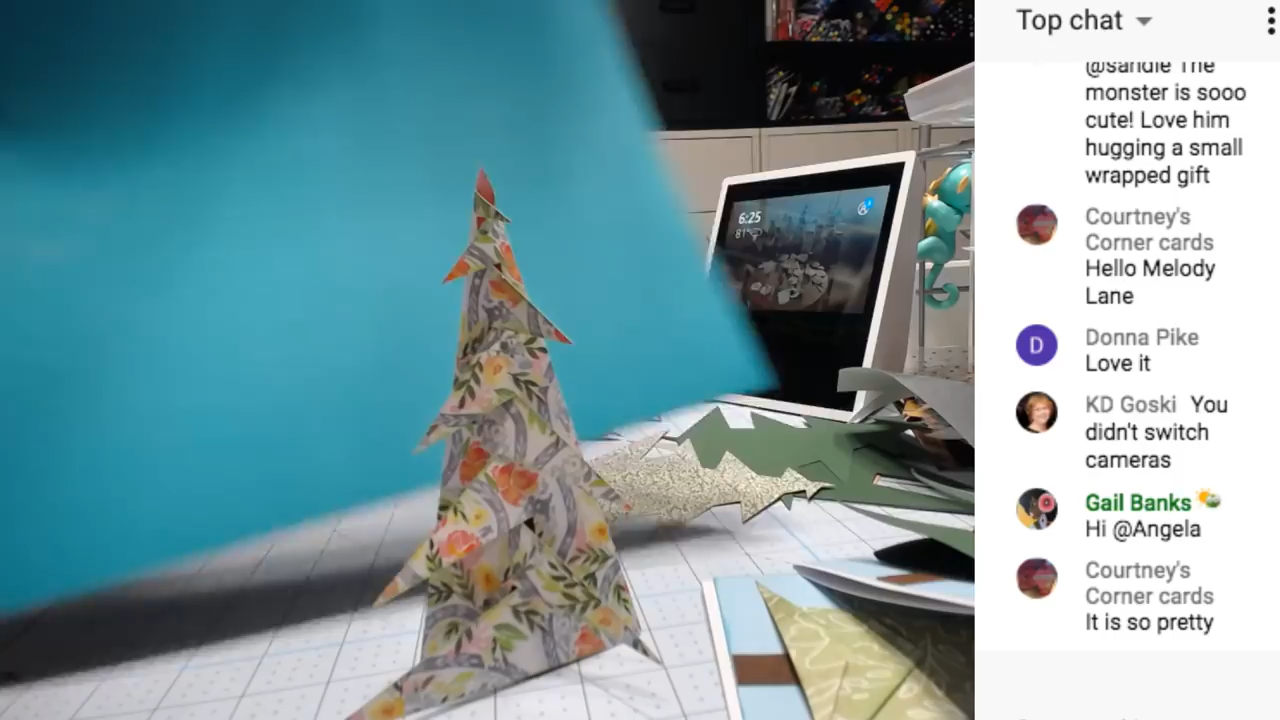 Top chat
@sandie The
monster is sooo
cute! Love him
hugging a small
wrapped gift
Courtney's
Corner cards
Hello Melody
Lane
D
Donna Pike
Love it
KD Goski You
didn't switch
cameras
Gail Banks
Hi @Angela
Courtney's
Corner cards
It is so pretty
6:25
81°